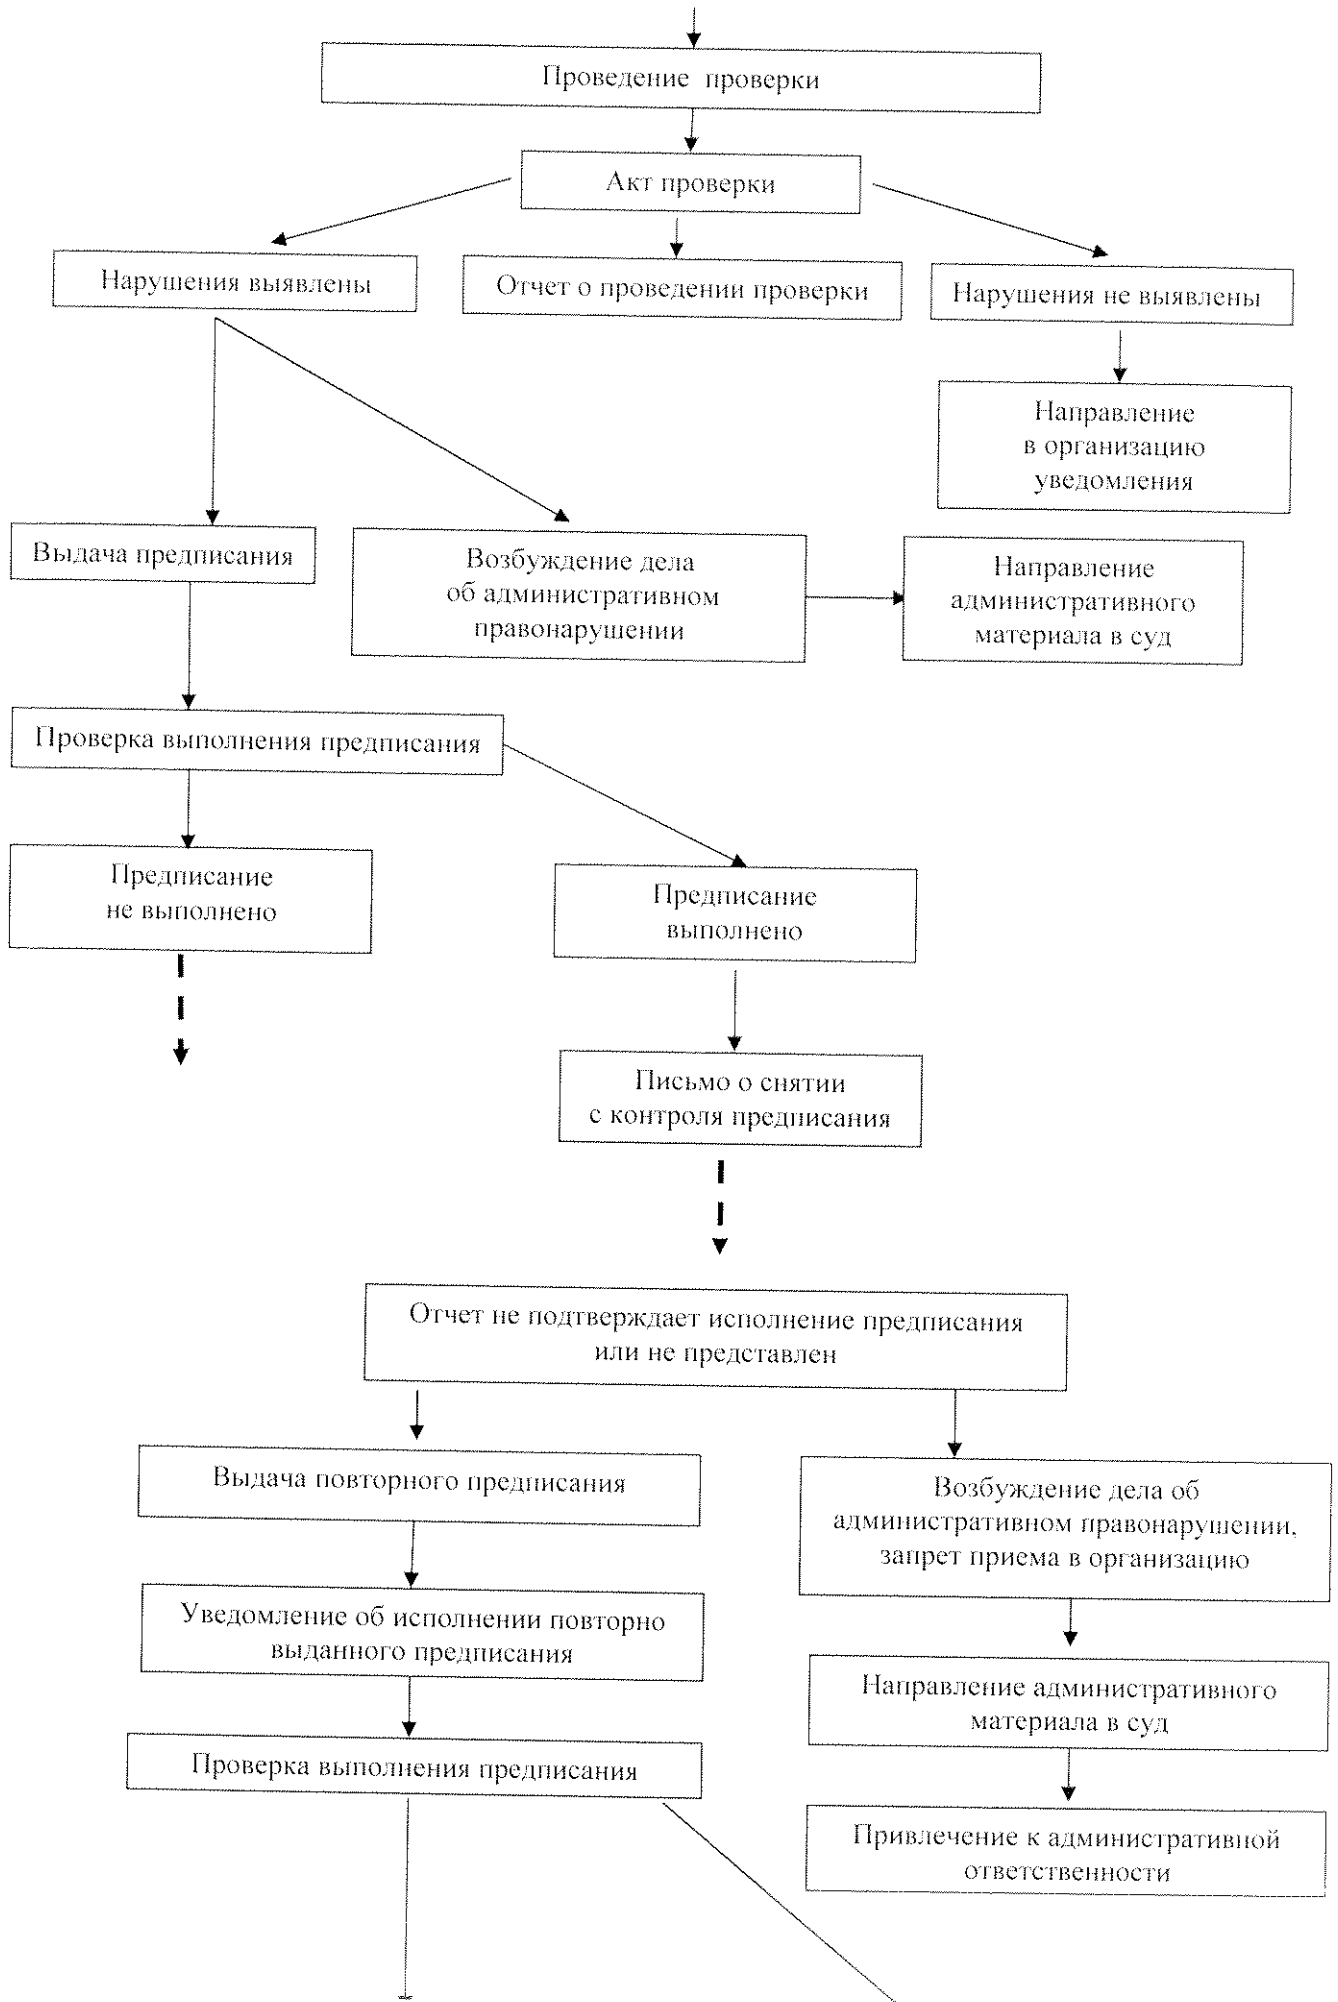 Проведение проверки
Акт проверки
Нарушения выявлены
Отчет о проведении проверки
Нарушения не выявлены
Направление
в организацию
уведомления
Выдача предписания
Возбуждение дела
об административном
правонарушении
Направление
административного
материала в суд
Проверка выполнения предписания
Предписание
не выполнено
Предписание
выполнено
Письмо о снятии
с контроля предписания
Отчет не подтверждает исполнение предписания
или не представлен
Выдача повторного предписания
Возбуждение дела об
административном правонарушении,
запрет приема в организацию
Уведомление об исполнении повторно
выданного предписания
Направление административного
материала в суд
Проверка выполнения предписания
Привлечение к административной
ответственности